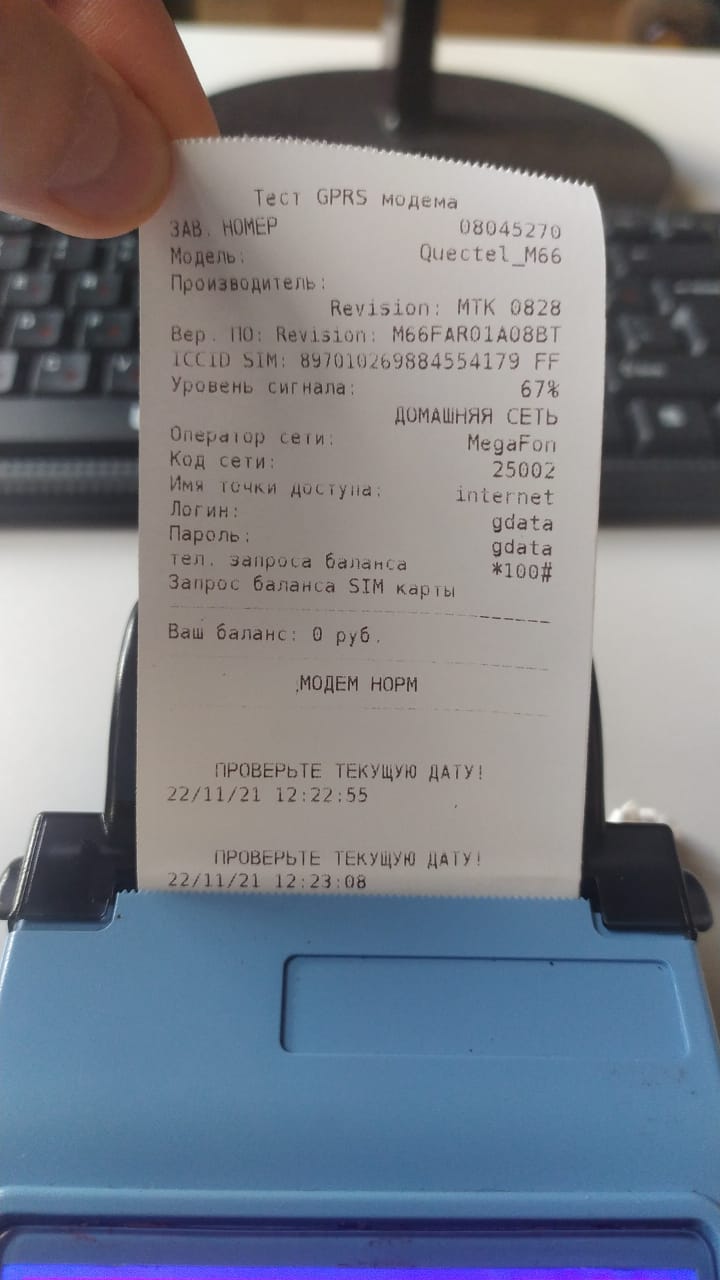 Тест GPRS модема
ЗАВ. НОМЕР 08045270
Модель: Quectel_M66
Производитель:
Revision: MTK 0828
Вер. ПО: Revision: M66FAR01A08BT
ICCID SIM: 897010269884554179 FF
Уровень сигнала: 67%
ДОМАШНЯЯ СЕТЬ
Оператор сети: MegaFon
Код сети: 25002
Имя точки доступа: internet
Логин: gdata
Пароль: gdata
тел. запроса баланса *100#
Запрос баланса SIM карты
Ваш баланс: 0 руб.
МОДЕМ НОРМ
ПРОВЕРЬТЕ ТЕКУЩУЮ ДАТУ!
22/11/21 12:22:55
ПРОВЕРЬТЕ ТЕКУЩУЮ ДАТУ!
22/11/21 12:23:08